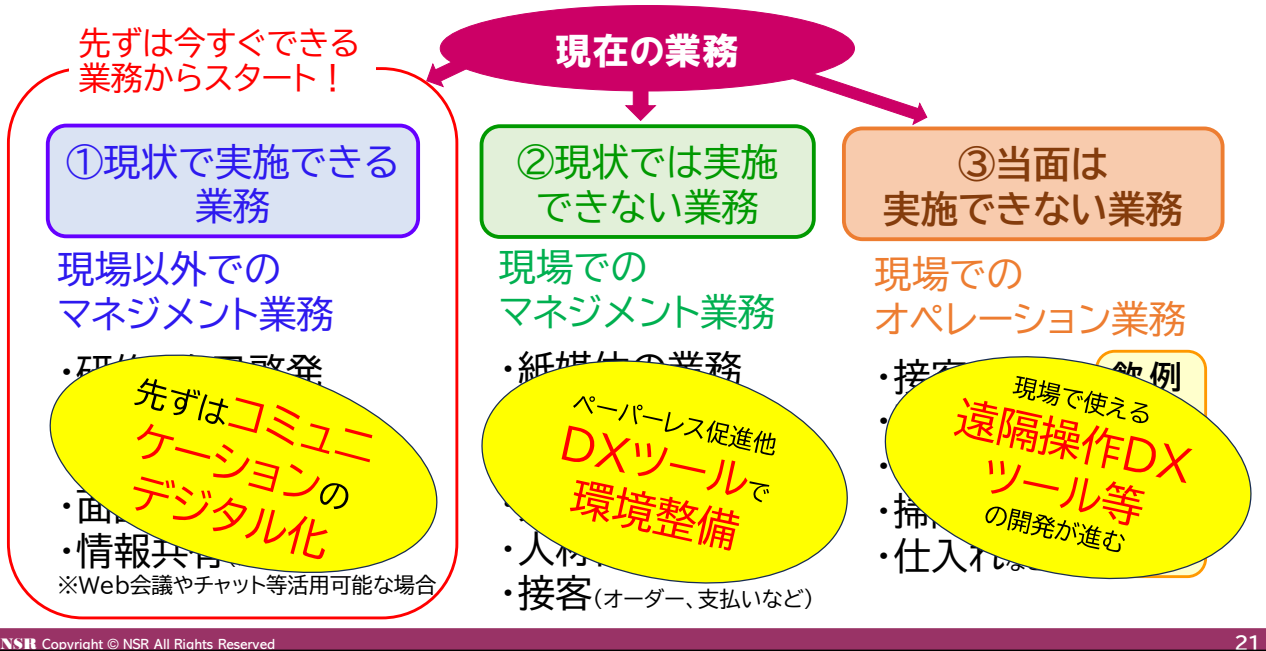 先ずは今すぐできる
業務からスタート！
現在の業務
①現状で実施できる
業務
現場以外での
マネジメント業務
先ずはコミュニ
ケーションの
デジタル化
・情報共有
※Web会議やチャット等活用可能な場合
②現状では実施
できない業務
現場での
マネジメント業務
・紙媒体の業務
ペーパーレス促進他
DXツールで
環境整備
・人材
・接客(オーダー、支払いなど)
③当面は
実施できない業務
現場での
オペレーション業務
・接客
例
現場で使える
遠隔操作DX
ツール等
の開発が進む
・仕入れ
NSR Copyright © NSR All Rights Reserved
21